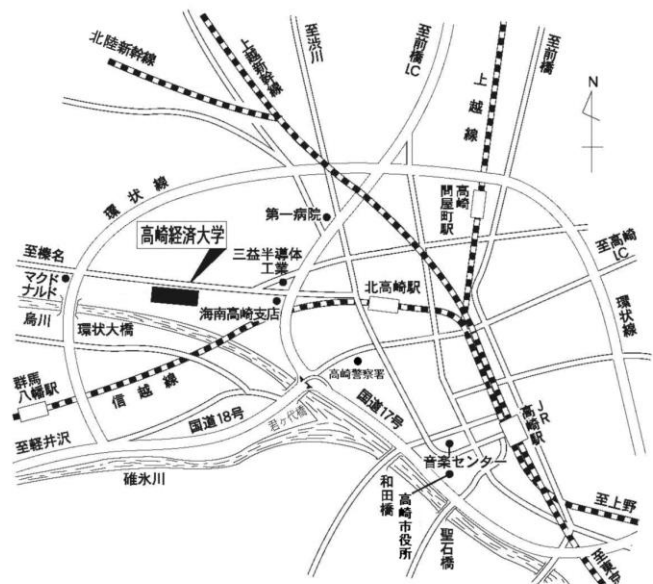 北陸新幹線
上越新幹線
至渋川
至前橋
I.C
上越線
至前橋
N
環状線
第一病院
高崎
問屋町駅
高崎経済大学
三益半導体
工業
至榛名
マクド
ナルド
至高崎
I.C
北高崎駅
海南高崎支店
烏川
環状大橋
環状線
高崎警察署
群馬
八幡駅
信越線
国道18号
君ヶ代橋
国道17号
JR
高崎駅
至軽井沢
音楽センター
碓氷川
和田橋
高崎市役所
聖石橋
至上野
至東京